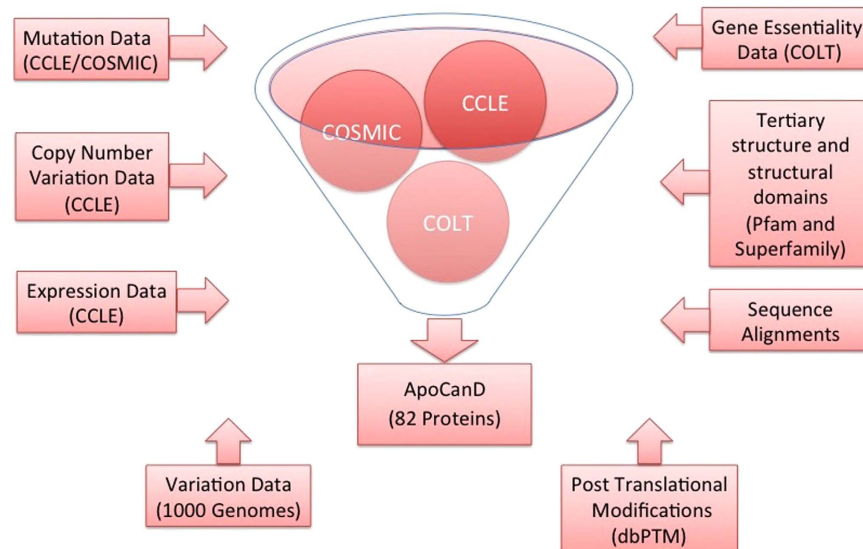 Mutation Data
(CCLE/COSMIC)
Copy Number
Variation Data
(CCLE)
Expression Data
(CCLE)
COSMIC
CCLE
COLT
Gene Essentiality
Data (COLT)
Tertiary
structure and
structural
domains
(Pfam and
Superfamily)
Sequence
Alignments
ApoCanD
(82 Proteins)
Variation Data
(1000 Genomes)
Post Translational
Modifications
(dbPTM)